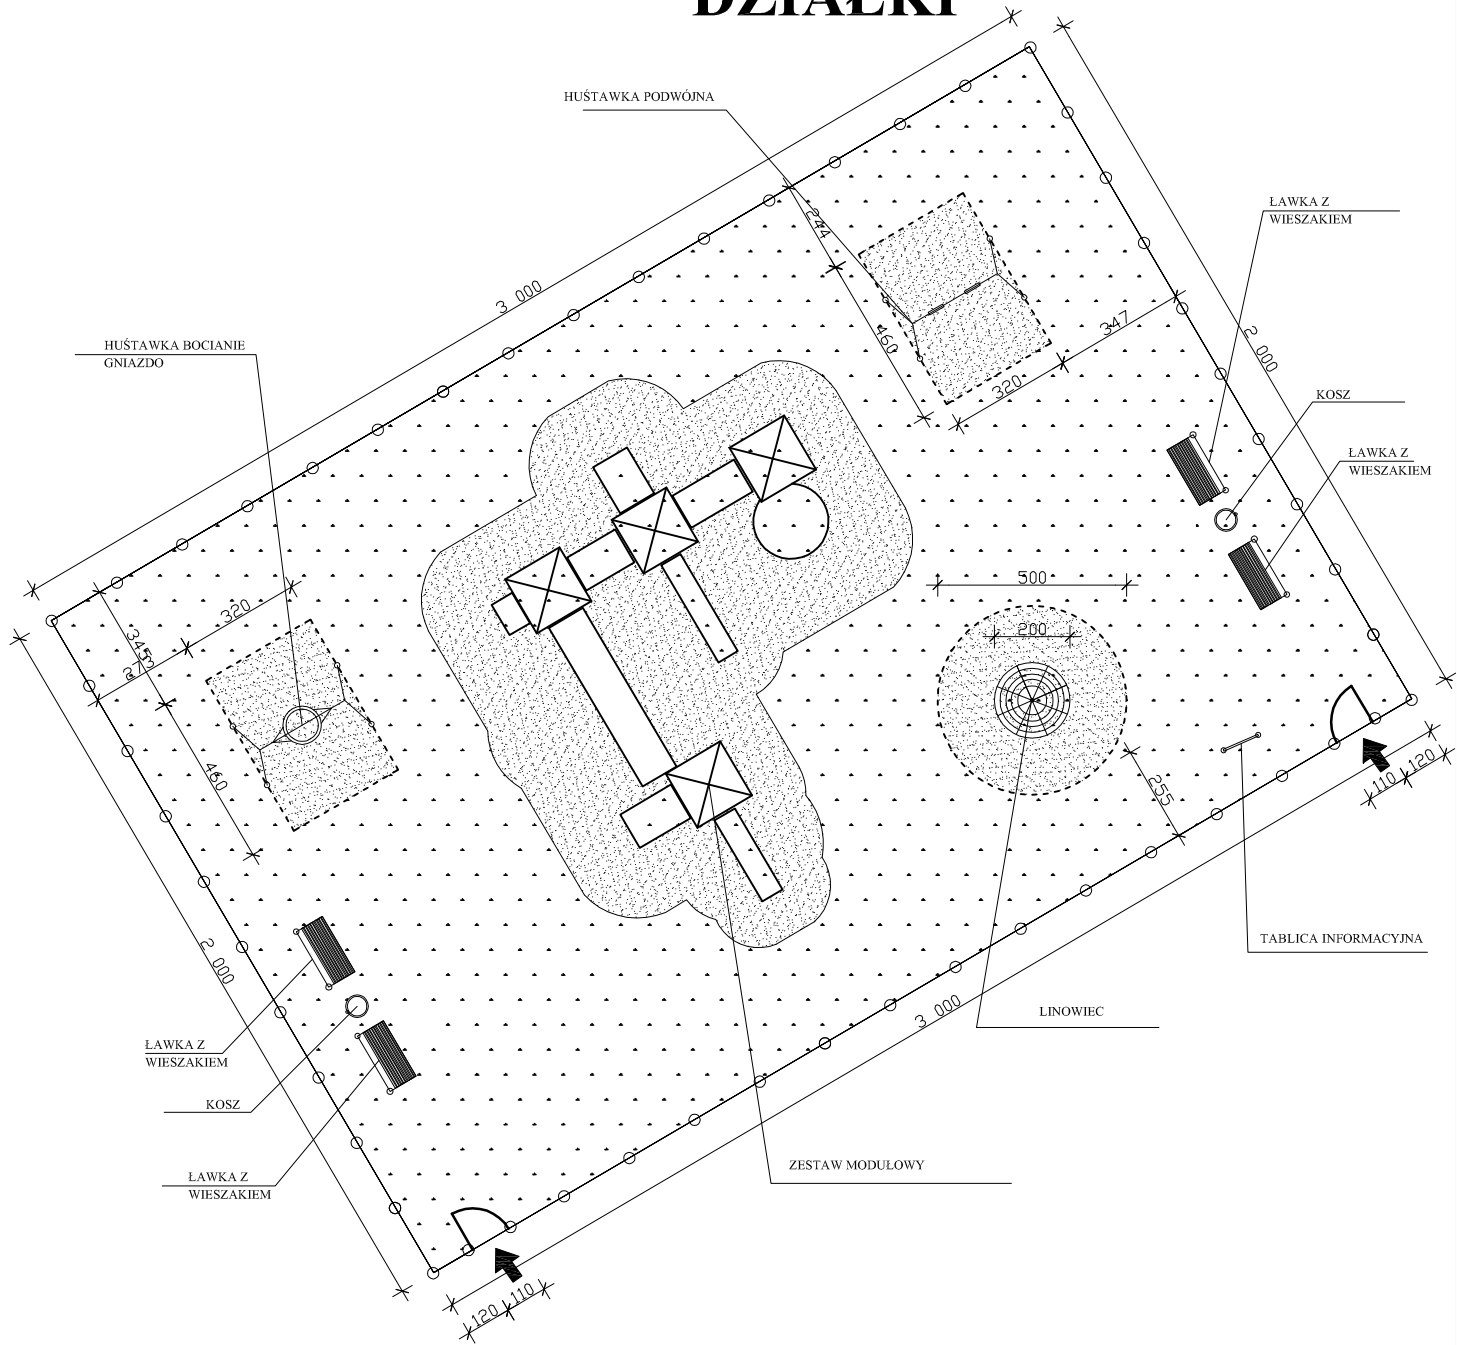 DZIAŁKI
HUŚTAWKA PODWÓJNA
ŁAWKA Z
WIESZAKIEM
244
3 000
347
2 000
460
HUŚTAWKA BOCIANIE
GNIAZDO
320
KOSZ
ŁAWKA Z
WIESZAKIEM
500
320
200
345
273
460
255
110
120
2 000
TABLICA INFORMACYJNA
3 000
LINOWIEC
ŁAWKA Z
WIESZAKIEM
KOSZ
ZESTAW MODUŁOWY
ŁAWKA Z
WIESZAKIEM
120
110